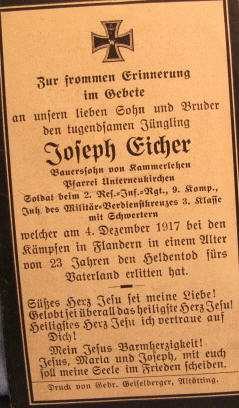 Zur frommen Erinnerung
im Gebete
an unsern lieben Sohn und Bruder
den tugendsamen Jüngling
Joseph Eicher
Bauerssohn von Kammerlehen
Pfarrei Unterneukirchen
Soldat beim 2. Res.-Inf.-Rgt., 9. Komp.,
Inh. des Militär-Verdienstkreuzes 3. Klasse
mit Schwertern
welcher am 4. Dezember 1917 bei den
Kämpfen in Flandern in einem Alter
von 23 Jahren den Heldentod fürs
Vaterland erlitten hat.
Süßes Herz Jesu sei meine Liebe!
Gelobt sei überall das heiligste Herz Jesu!
Heiligstes Herz Jesu ich vertraue auf
Dich!
Mein Jesus Barmherzigkeit!
Jesus, Maria und Joseph, mit euch
soll meine Seele im Frieden scheiden.
Druck von Gebr. Geiselberger, Altötting.